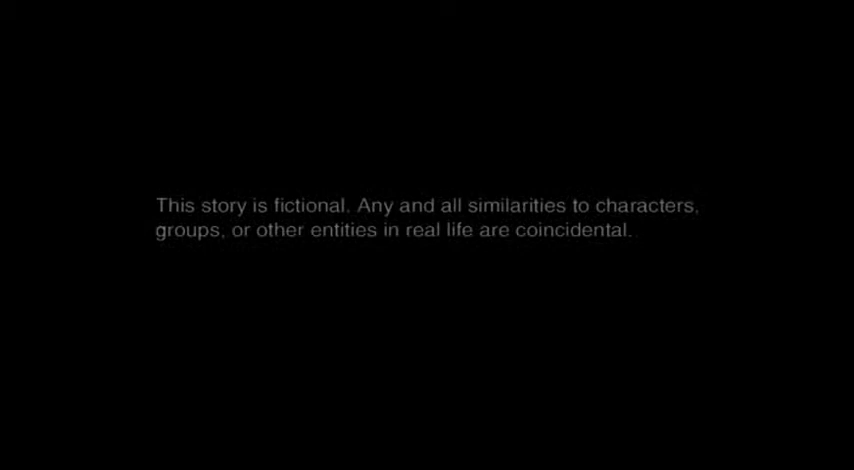 This story is fictional. Any and all similarities to characters,
groups, or other entities in real life are coincidental.